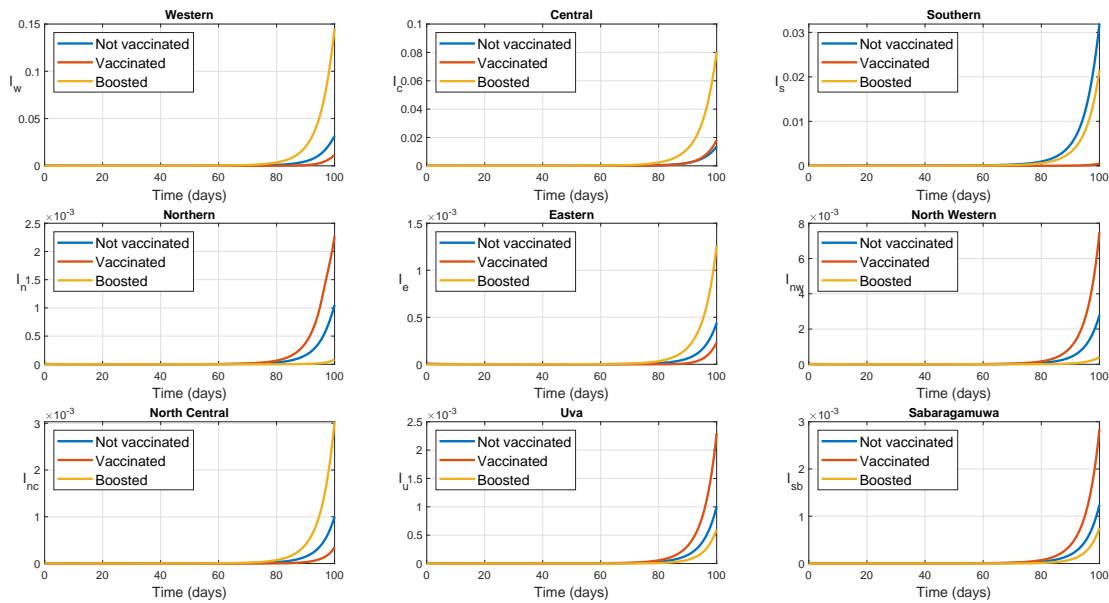 Western
0.15
0.1
0.05
0
I_w
Not vaccinated
Vaccinated
Boosted
0 20 40 60 80 100
Time (days)
Central
0.1
0.08
0.06
0.04
0.02
0
I_c
Not vaccinated
Vaccinated
Boosted
0 20 40 60 80 100
Time (days)
Southern
0.03
0.02
0.01
0
I_s
Not vaccinated
Vaccinated
Boosted
0 20 40 60 80 100
Time (days)
Northern
×10^-3
2.5
2
1.5
1
0.5
0
I_n
Not vaccinated
Vaccinated
Boosted
0 20 40 60 80 100
Time (days)
Eastern
×10^-3
1.5
1
0.5
0
I_e
Not vaccinated
Vaccinated
Boosted
0 20 40 60 80 100
Time (days)
North Western
×10^-3
8
6
4
2
0
I_nw
Not vaccinated
Vaccinated
Boosted
0 20 40 60 80 100
Time (days)
North Central
×10^-3
3
2
1
0
I_nc
Not vaccinated
Vaccinated
Boosted
0 20 40 60 80 100
Time (days)
Uva
×10^-3
2.5
2
1.5
1
0.5
0
I_u
Not vaccinated
Vaccinated
Boosted
0 20 40 60 80 100
Time (days)
Sabaragamuwa
×10^-3
3
2
1
0
I_sb
Not vaccinated
Vaccinated
Boosted
0 20 40 60 80 100
Time (days)